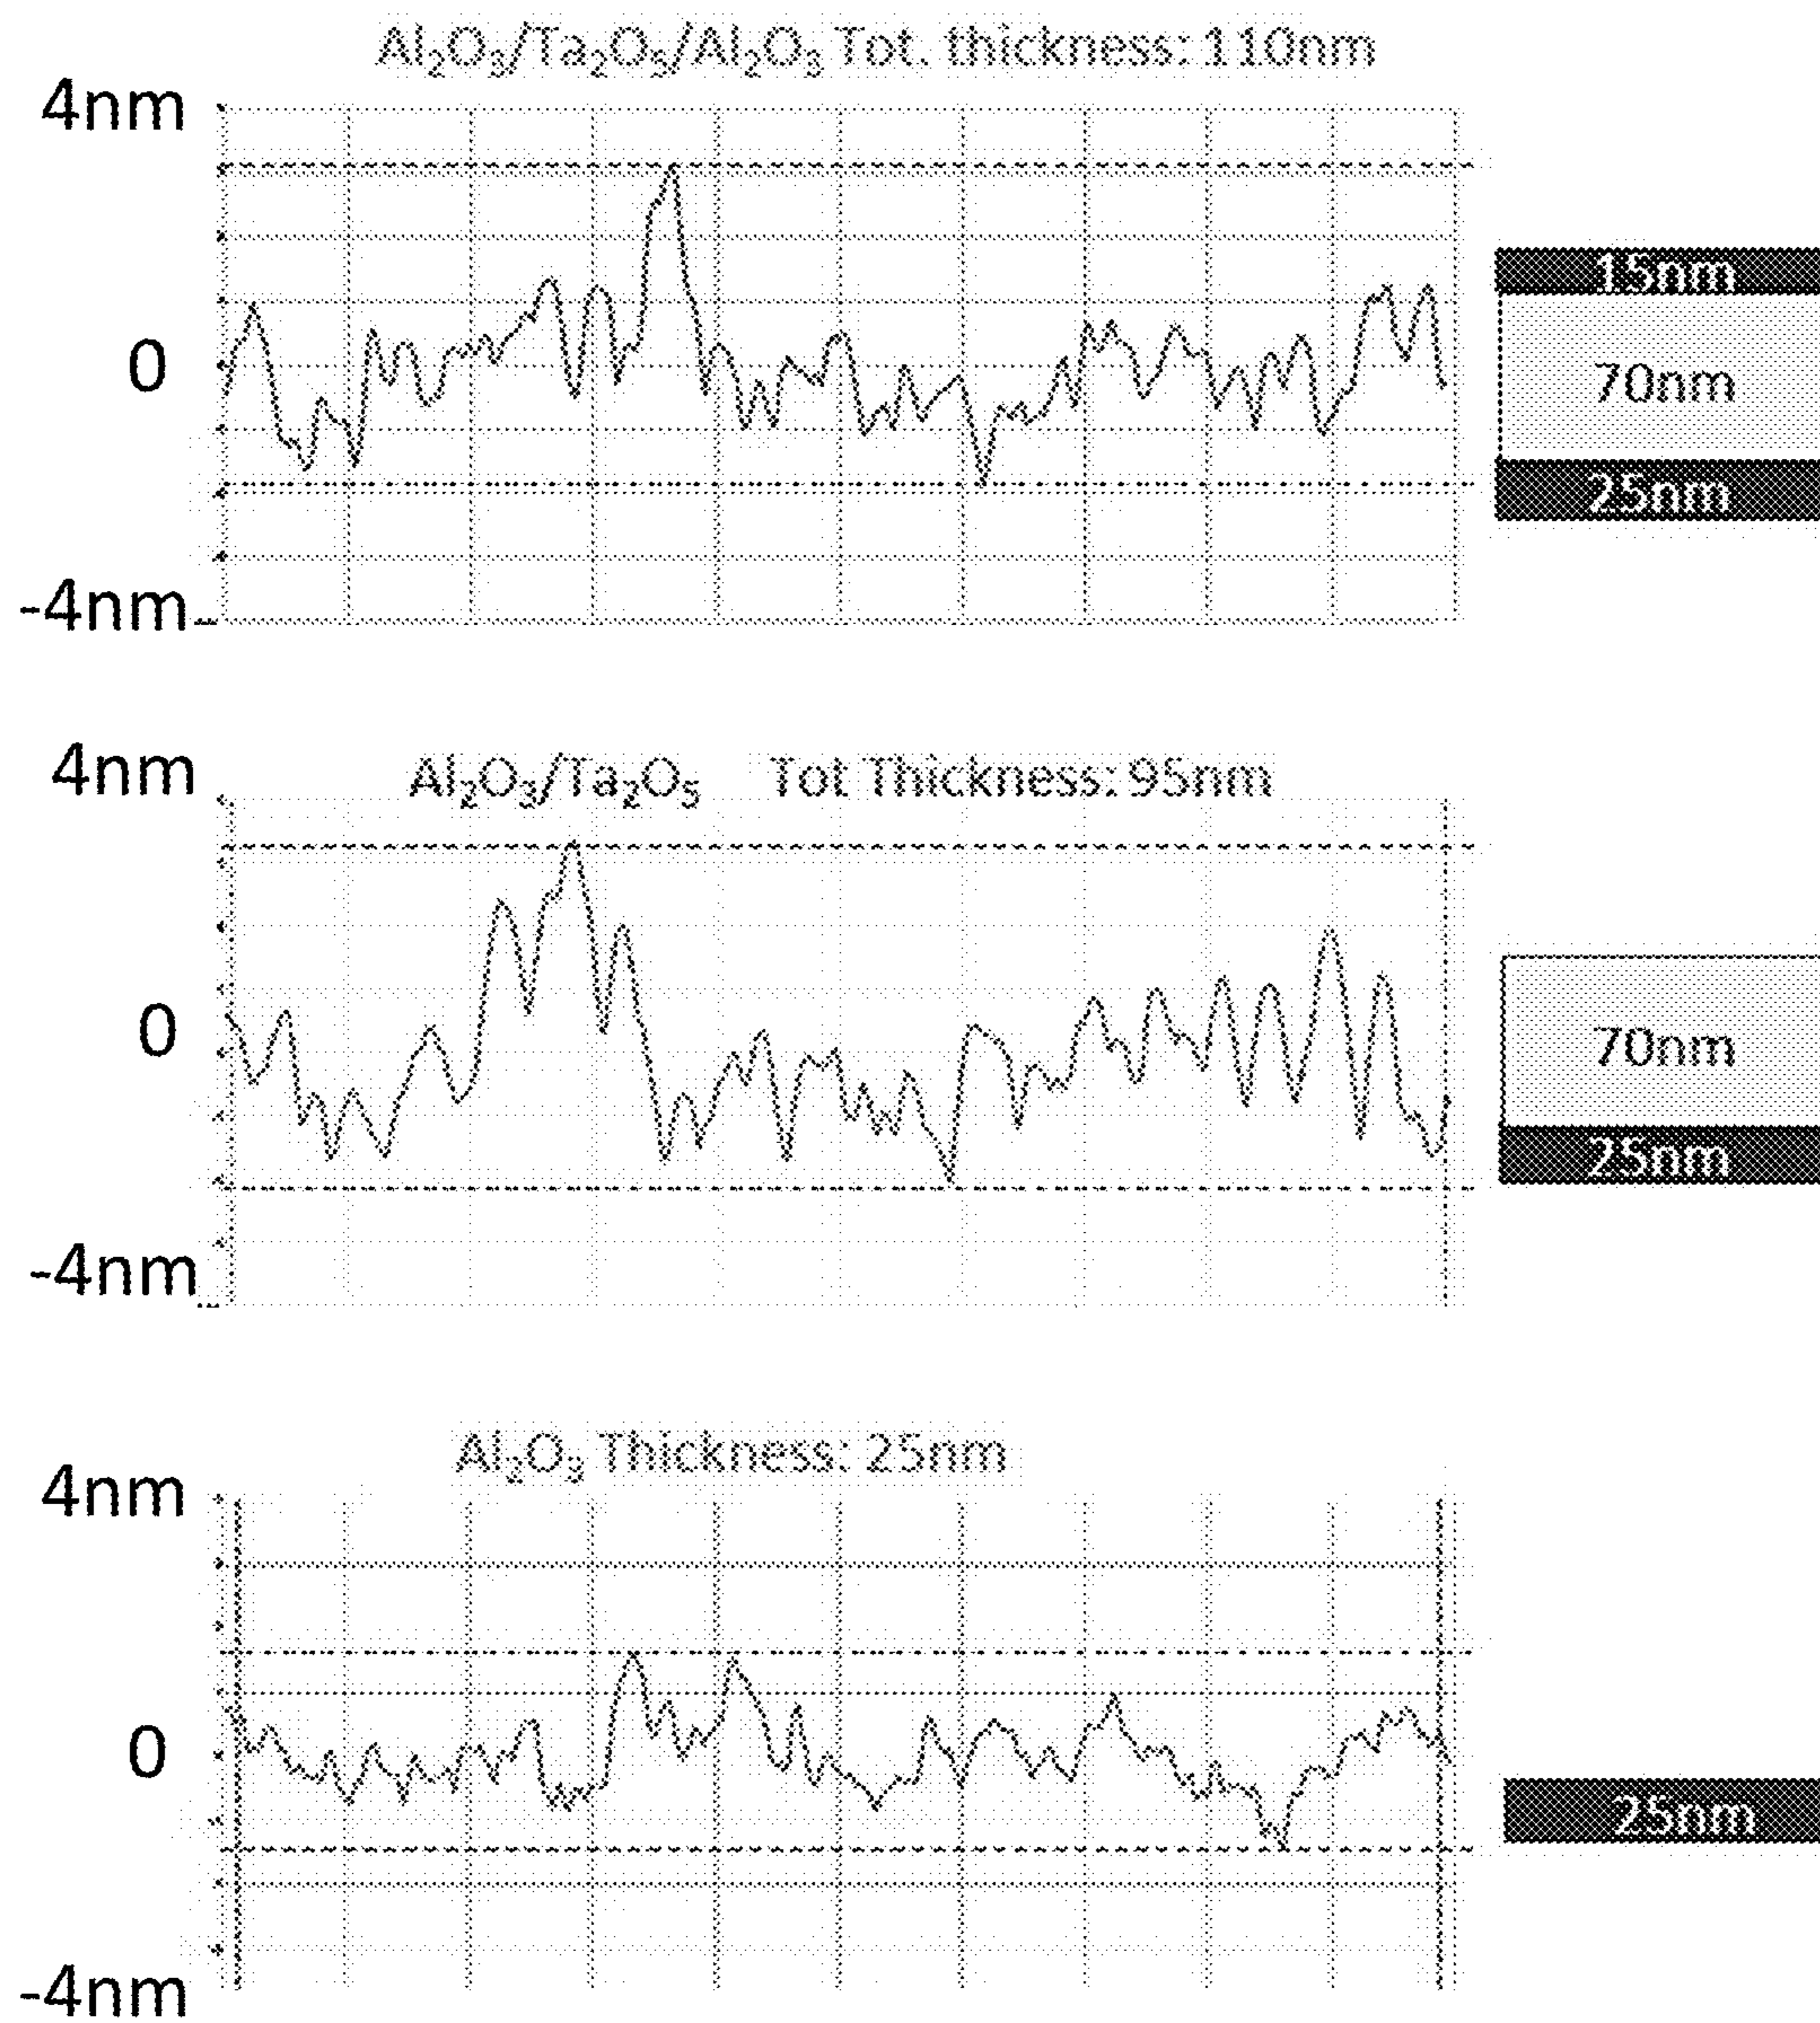 Al₂O₃/Ta₂O₅/Al₂O₃ Tot. thickness: 110nm
4nm
0
-4nm
15nm
70nm
25nm
4nm
Al₂O₃/Ta₂O₅ Tot Thickness: 95nm
0
-4nm
70nm
25nm
Al₂O₃ Thickness: 25nm
4nm
0
-4nm
25nm